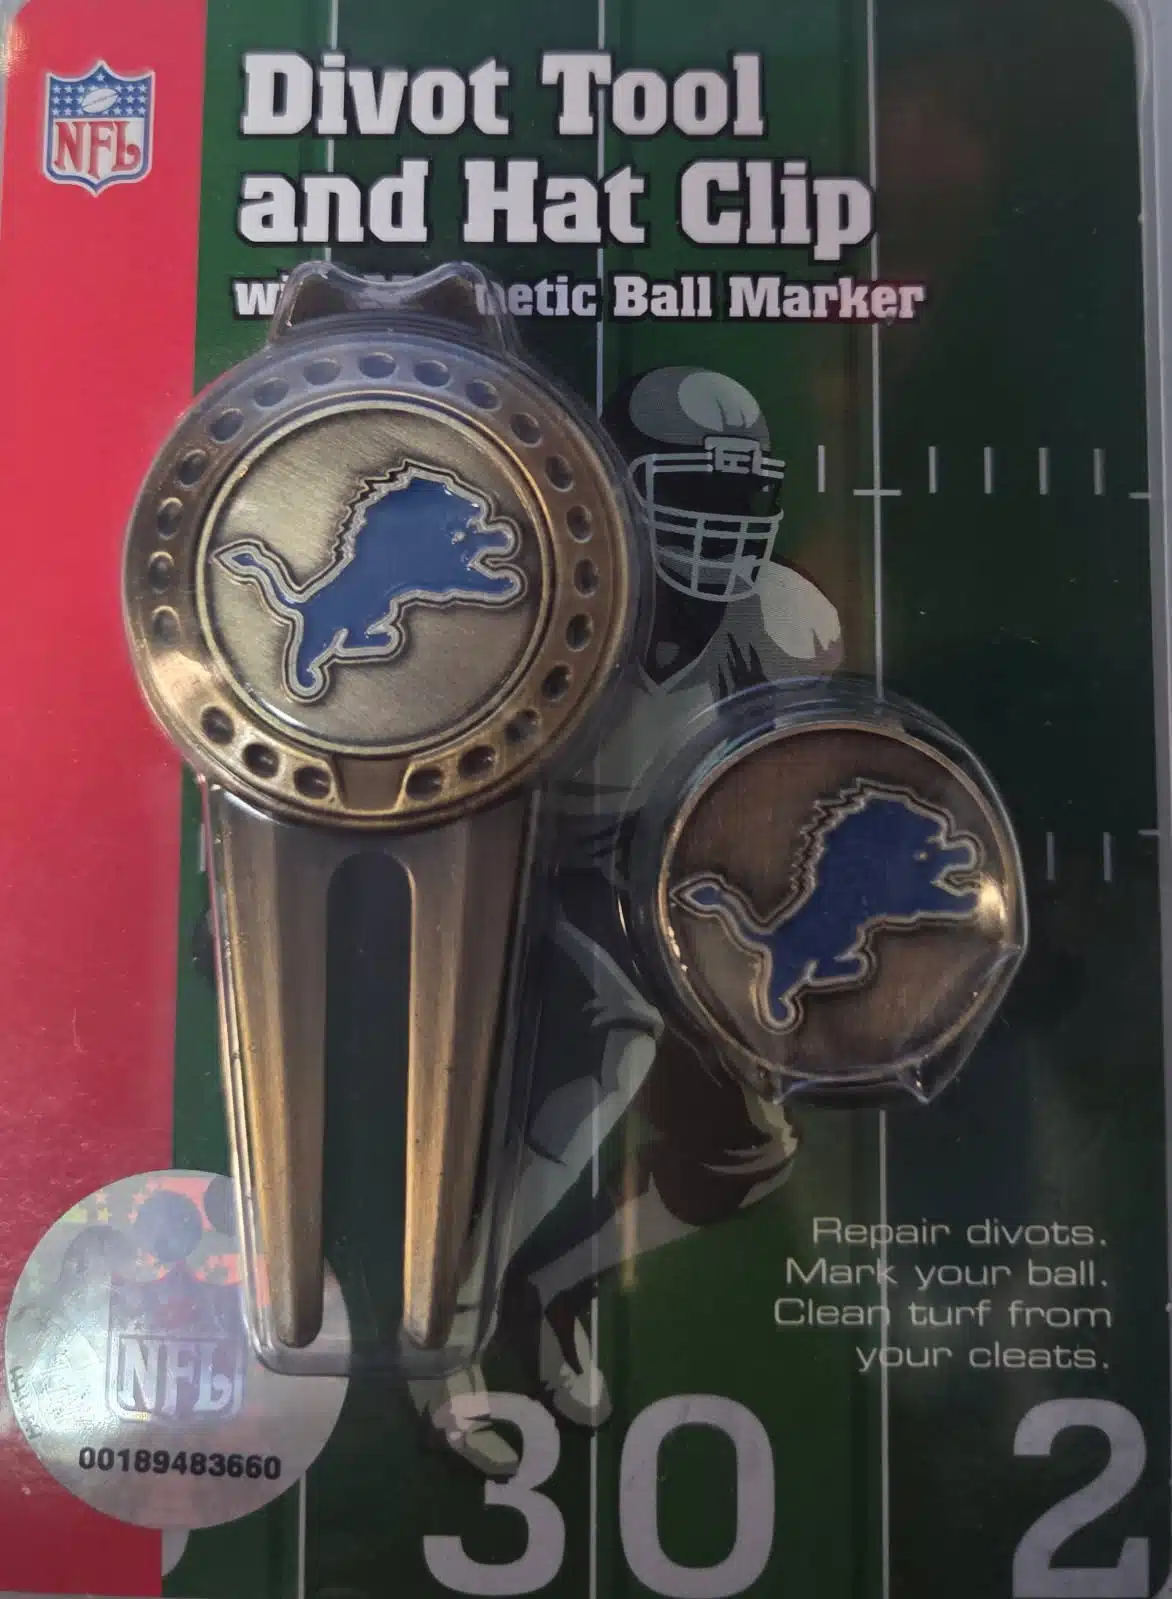 NFL
Divot Tool
and Hat Clip
Ball Marker
Repair divots.
Mark your ball.
Clean turf from
your cleats.
NFL
00189483660
30
2